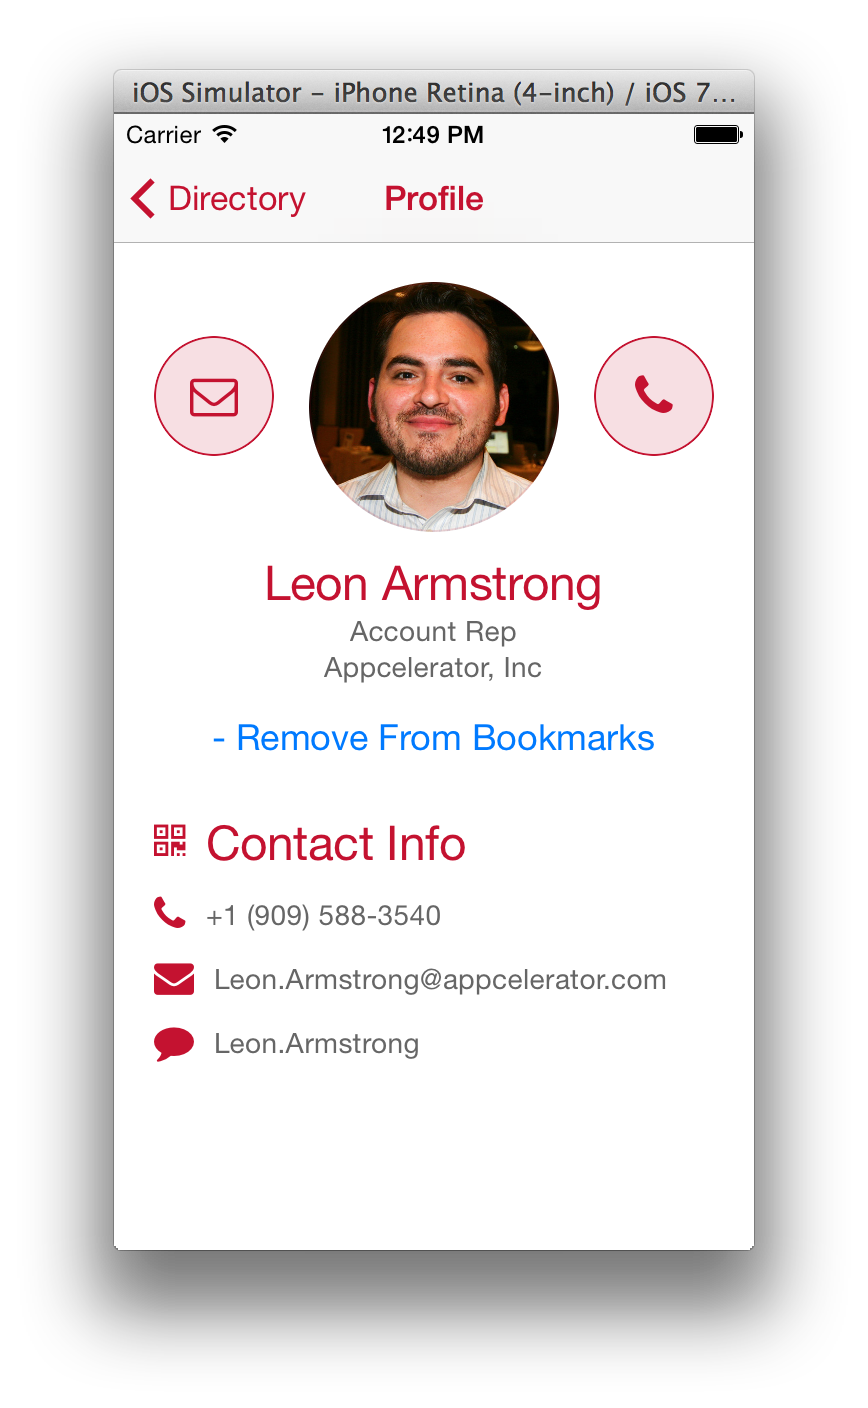 iOS Simulator – iPhone Retina (4–inch) / iOS 7...
Carrier 12:49 PM
Directory Profile
Leon Armstrong
Account Rep
Appcelerator, Inc
- Remove From Bookmarks
Contact Info
+1 (909) 588-3540
Leon.Armstrong@appcelerator.com
Leon.Armstrong